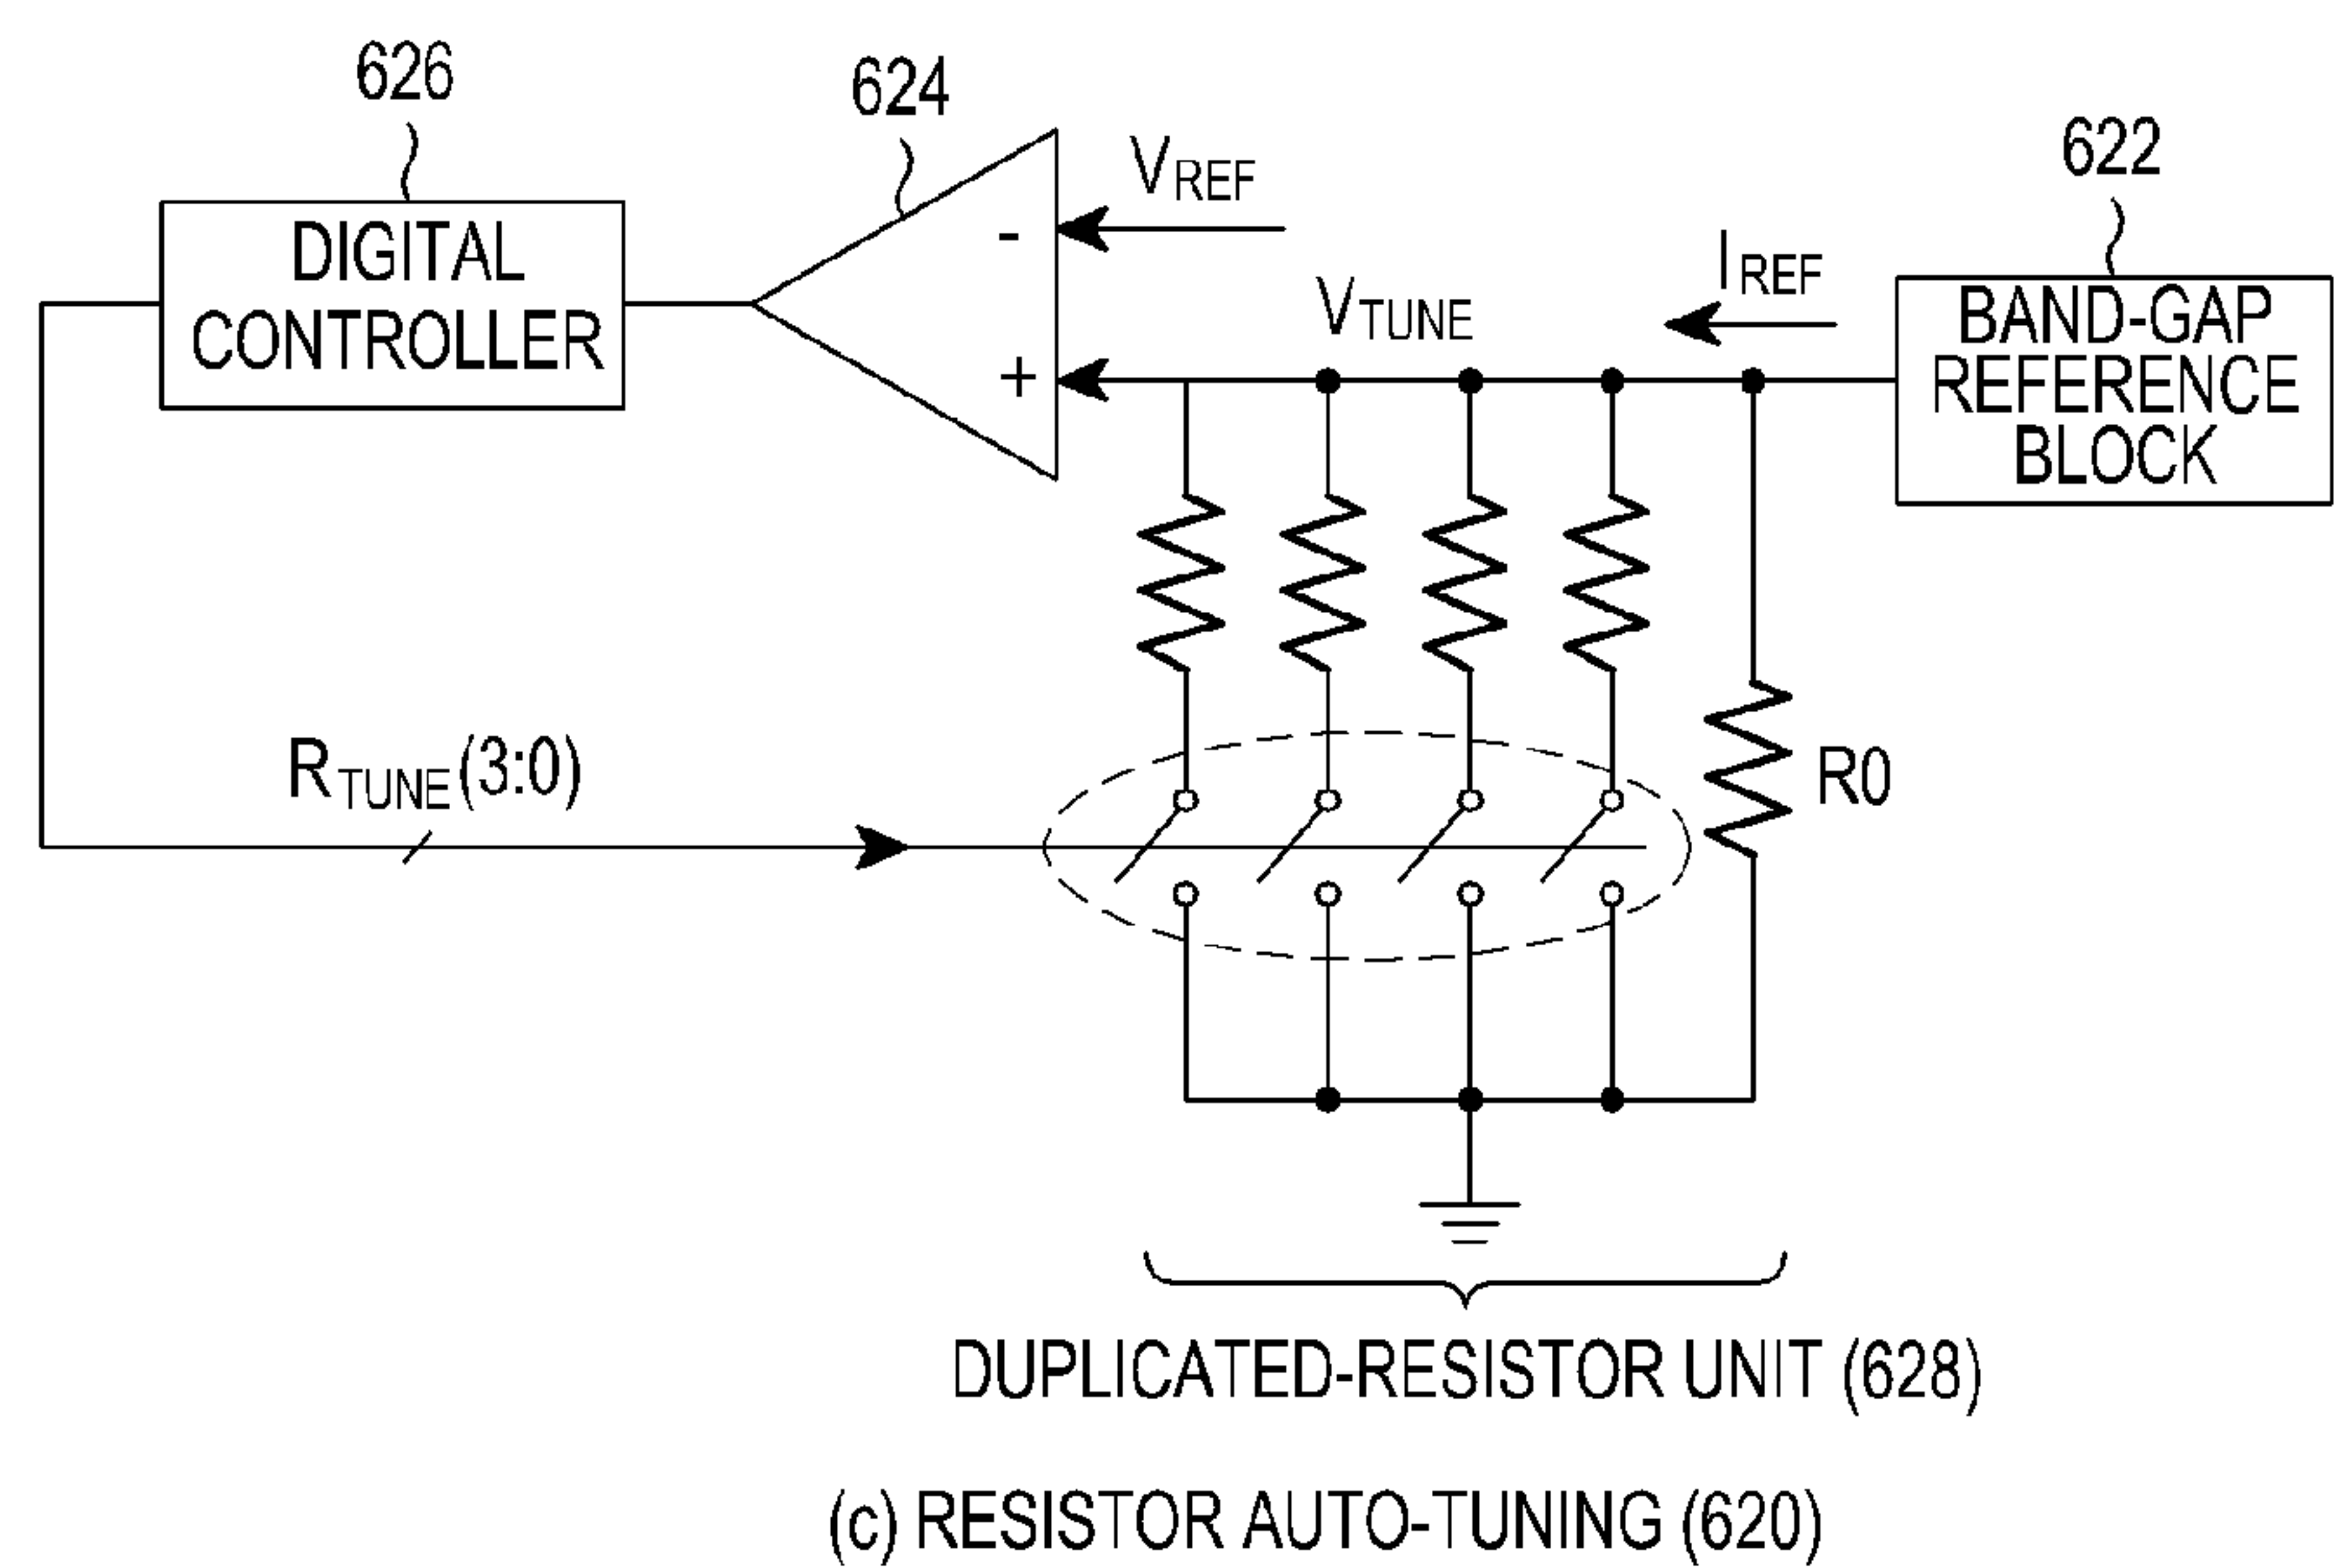 626
624
622
DIGITAL
CONTROLLER
-
+
VREF
VTUNE
IREF
BAND-GAP
REFERENCE
BLOCK
RTUNE(3:0)
R0
DUPLICATED-RESISTOR UNIT (628)
(c) RESISTOR AUTO-TUNING (620)